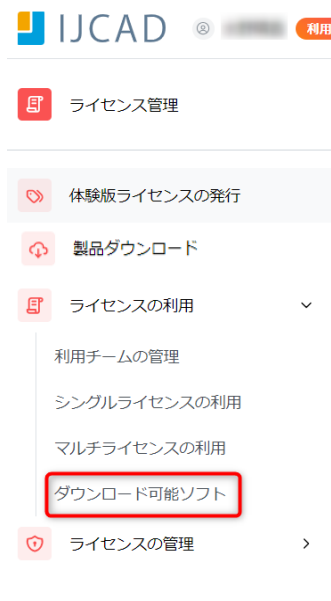 IJCAD
利用
ライセンス管理
体験版ライセンスの発行
製品ダウンロード
ライセンスの利用
利用チームの管理
シングルライセンスの利用
マルチライセンスの利用
ダウンロード可能ソフト
ライセンスの管理